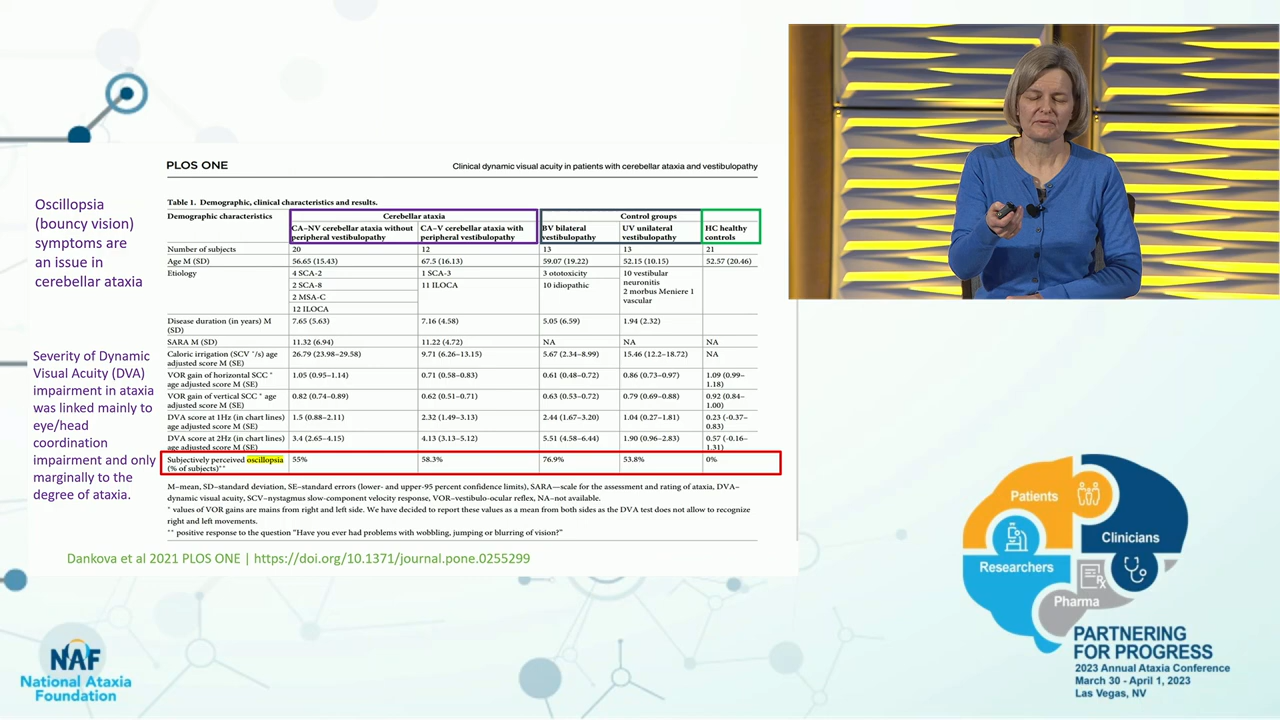 PLOS ONE
Clinical dynamic visual acuity in patients with cerebellar ataxia and vestibulopathy
Oscillopsia
(bouncy vision)
symptoms are
an issue in
cerebellar ataxia
Severity of Dynamic
Visual Acuity (DVA)
impairment in ataxia
was linked mainly to
eye/head
coordination
impairment and only
marginally to the
degree of ataxia.
Table 1. Demographic, clinical characteristics and results.
Demographic characteristics Cerebellar ataxia Control groups
CA–NV cerebellar ataxia without peripheral vestibulopathy CA–V cerebellar ataxia with peripheral vestibulopathy BV bilateral vestibulopathy UV unilateral vestibulopathy HC healthy controls
Number of subjects 20 12 13 13 21
Age M (SD) 56.65 (15.43) 67.5 (16.13) 59.07 (19.22) 52.15 (10.15) 52.57 (20.46)
Etiology 4 SCA-2 1 SCA-3 3 ototoxicity 10 vestibular neuronitis
2 SCA-8 11 ILOCA 10 idiopathic 2 morbus Meniere 1 vascular
2 MSA-C
12 ILOCA
Disease duration (in years) M (SD) 7.65 (5.63) 7.16 (4.58) 5.05 (6.59) 1.94 (2.32)
SARA M (SD) 11.32 (6.94) 11.22 (4.72) NA NA NA
Caloric irrigation (SCV °/s) age adjusted score M (SE) 26.79 (23.98–29.58) 9.71 (6.26–13.15) 5.67 (2.34–8.99) 15.46 (12.2–18.72) NA
VOR gain of horizontal SCC * age adjusted score M (SE) 1.05 (0.95–1.14) 0.71 (0.58–0.83) 0.61 (0.48–0.72) 0.86 (0.73–0.97) 1.09 (0.99–1.18)
VOR gain of vertical SCC * age adjusted score M (SE) 0.82 (0.74–0.89) 0.62 (0.51–0.71) 0.63 (0.53–0.72) 0.79 (0.69–0.88) 0.92 (0.84–1.00)
DVA score at 1Hz (in chart lines) age adjusted score M (SE) 1.5 (0.88–2.11) 2.32 (1.49–3.13) 2.44 (1.67–3.20) 1.04 (0.27–1.81) 0.23 (-0.37–0.83)
DVA score at 2Hz (in chart lines) age adjusted score M (SE) 3.4 (2.65–4.15) 4.13 (3.13–5.12) 5.51 (4.58–6.44) 1.90 (0.96–2.83) 0.57 (-0.16–1.31)
Subjectively perceived oscillopsia (% of subjects)** 55% 58.3% 76.9% 53.8% 0%
M–mean, SD–standard deviation, SE–standard errors (lower- and upper-95 percent confidence limits), SARA—scale for the assessment and rating of ataxia, DVA–
dynamic visual acuity, SCV–nystagmus slow-component velocity response, VOR–vestibulo-ocular reflex, NA–not available.
* values of VOR gains are mains from right and left side. We have decided to report these values as a mean from both sides as the DVA test does not allow to recognize
right and left movements.
** positive response to the question “Have you ever had problems with wobbling, jumping or blurring of vision?”
Dankova et al 2021 PLOS ONE | https://doi.org/10.1371/journal.pone.0255299
NAF
National Ataxia
Foundation
Patients
Clinicians
Researchers
Pharma
PARTNERING
FOR PROGRESS
2023 Annual Ataxia Conference
March 30 - April 1, 2023
Las Vegas, NV